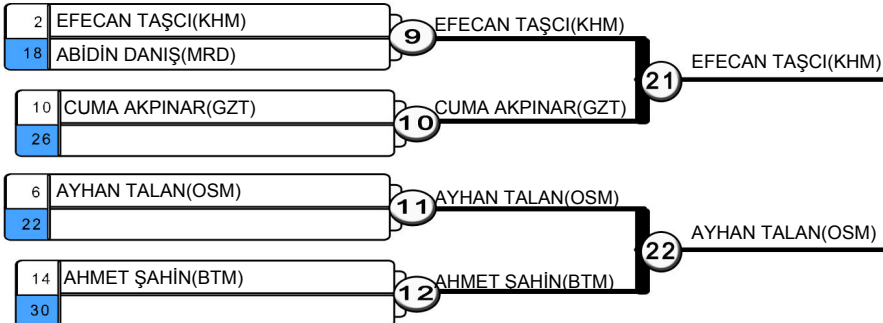 2 EFECAN TAŞCI(KHM)
18 ABİDİN DANIŞ(MRD)
9 EFECAN TAŞCI(KHM)
10 CUMA AKPINAR(GZT)
26
10 CUMA AKPINAR(GZT)
21 EFECAN TAŞCI(KHM)
6 AYHAN TALAN(OSM)
22
11 AYHAN TALAN(OSM)
14 AHMET ŞAHİN(BTM)
30
12 AHMET ŞAHİN(BTM)
22 AYHAN TALAN(OSM)